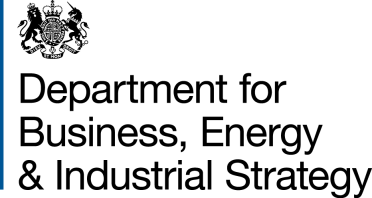 Department for
Business, Energy
& Industrial Strategy